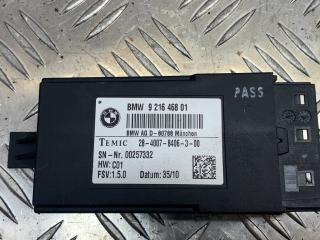 BMW 9 216 468 01
BMW AG D-80788 München
TEMIC 28-4007-8406-3-00
SN-Nr. 00257332
HW: C01
FSV:1.5.0 Datum: 35/10
PASS